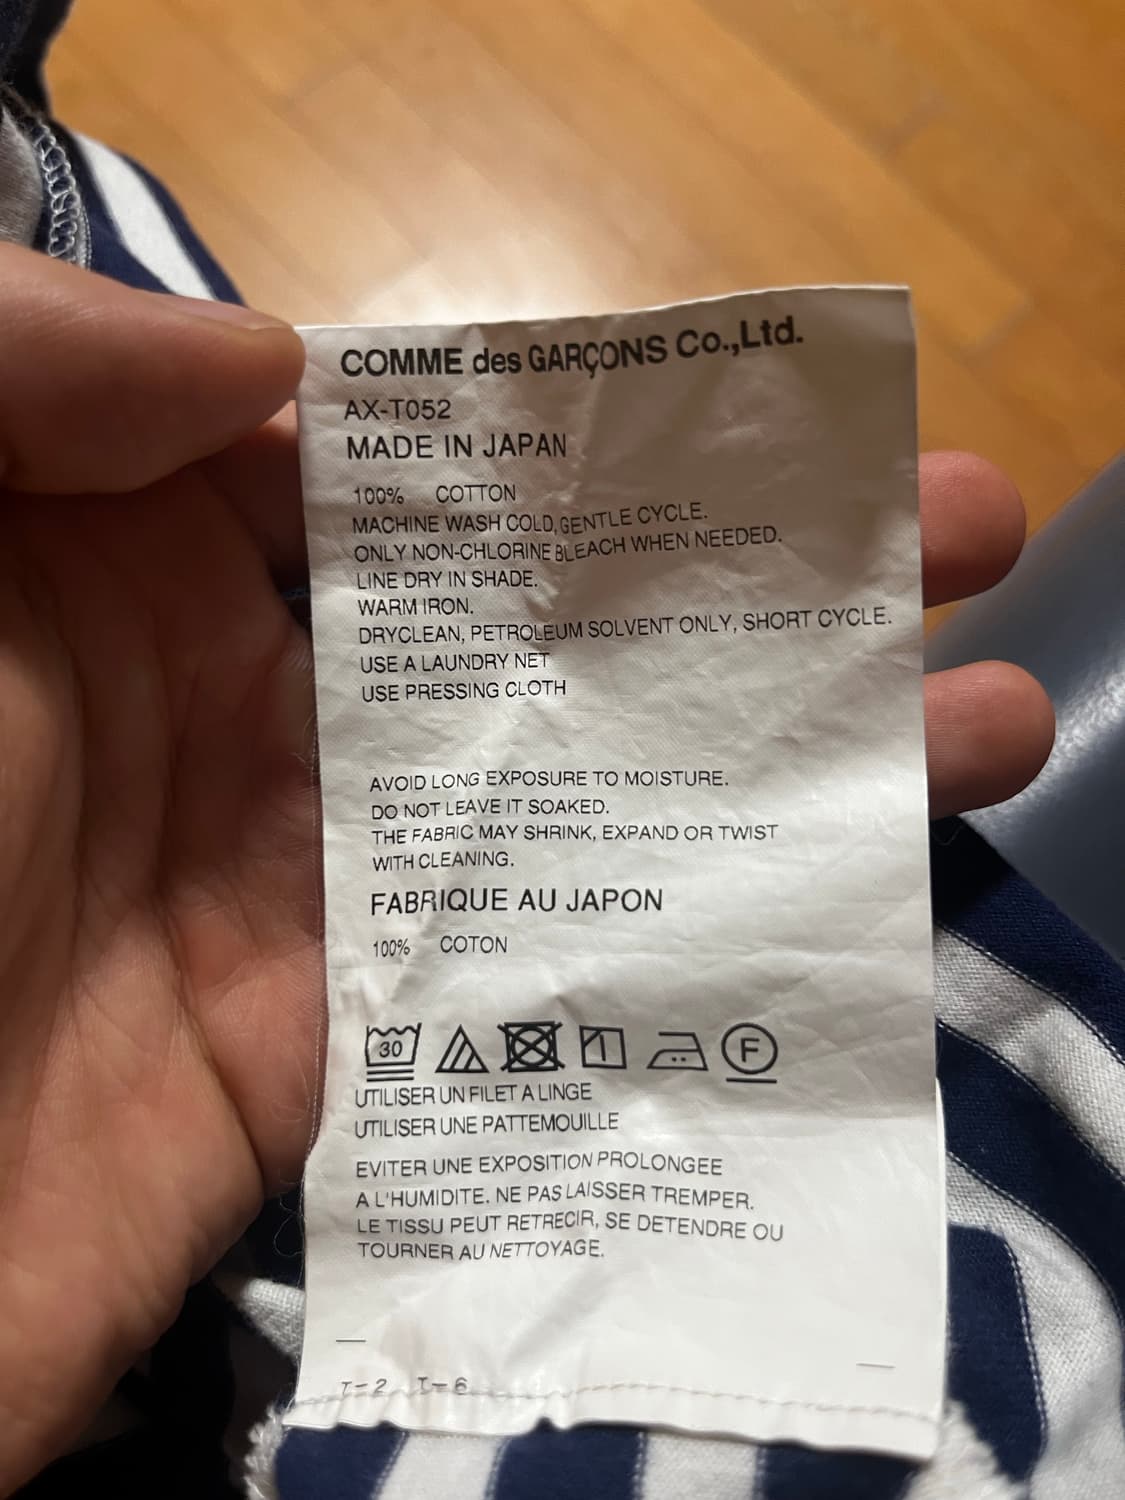 COMME des GARÇONS Co.,Ltd.
AX-T052
MADE IN JAPAN
100% COTTON
MACHINE WASH COLD, GENTLE CYCLE.
ONLY NON-CHLORINE BLEACH WHEN NEEDED.
LINE DRY IN SHADE.
WARM IRON.
DRYCLEAN, PETROLEUM SOLVENT ONLY, SHORT CYCLE.
USE A LAUNDRY NET
USE PRESSING CLOTH
AVOID LONG EXPOSURE TO MOISTURE.
DO NOT LEAVE IT SOAKED.
THE FABRIC MAY SHRINK, EXPAND OR TWIST
WITH CLEANING.
FABRIQUE AU JAPON
100% COTON
30 F
UTILISER UN FILET A LINGE
UTILISER UNE PATTEMOUILLE
EVITER UNE EXPOSITION PROLONGEE
A L'HUMIDITE. NE PAS LAISSER TREMPER.
LE TISSU PEUT RETRECIR, SE DETENDRE OU
TOURNER AU NETTOYAGE.
T-2 T-6